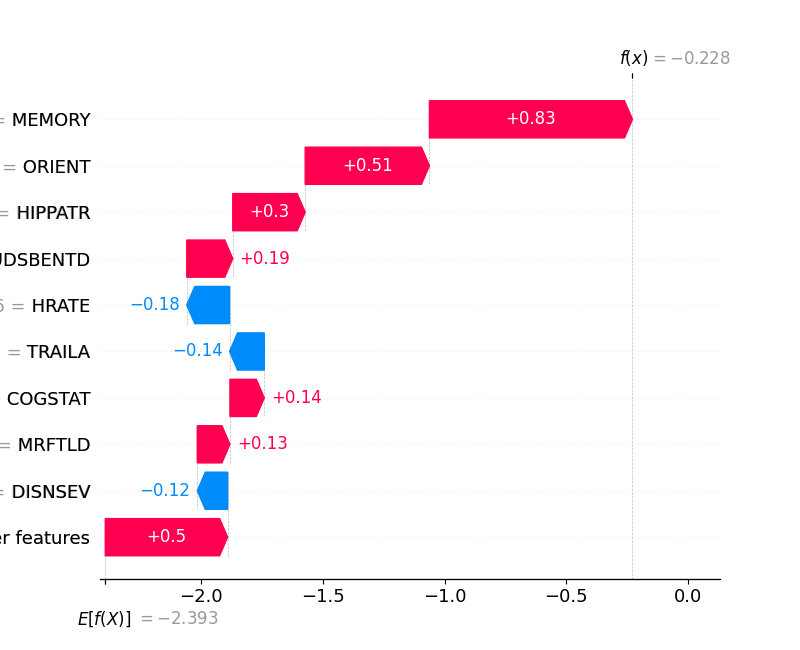 f(x) = −0.228
= MEMORY +0.83
= ORIENT +0.51
= HIPPATR +0.3
UDSBENTD +0.19
= HRATE −0.18
= TRAILA −0.14
COGSTAT +0.14
= MRFTLD +0.13
= DISNSEV −0.12
features +0.5
−2.0 −1.5 −1.0 −0.5 0.0
E[f(X)] = −2.393